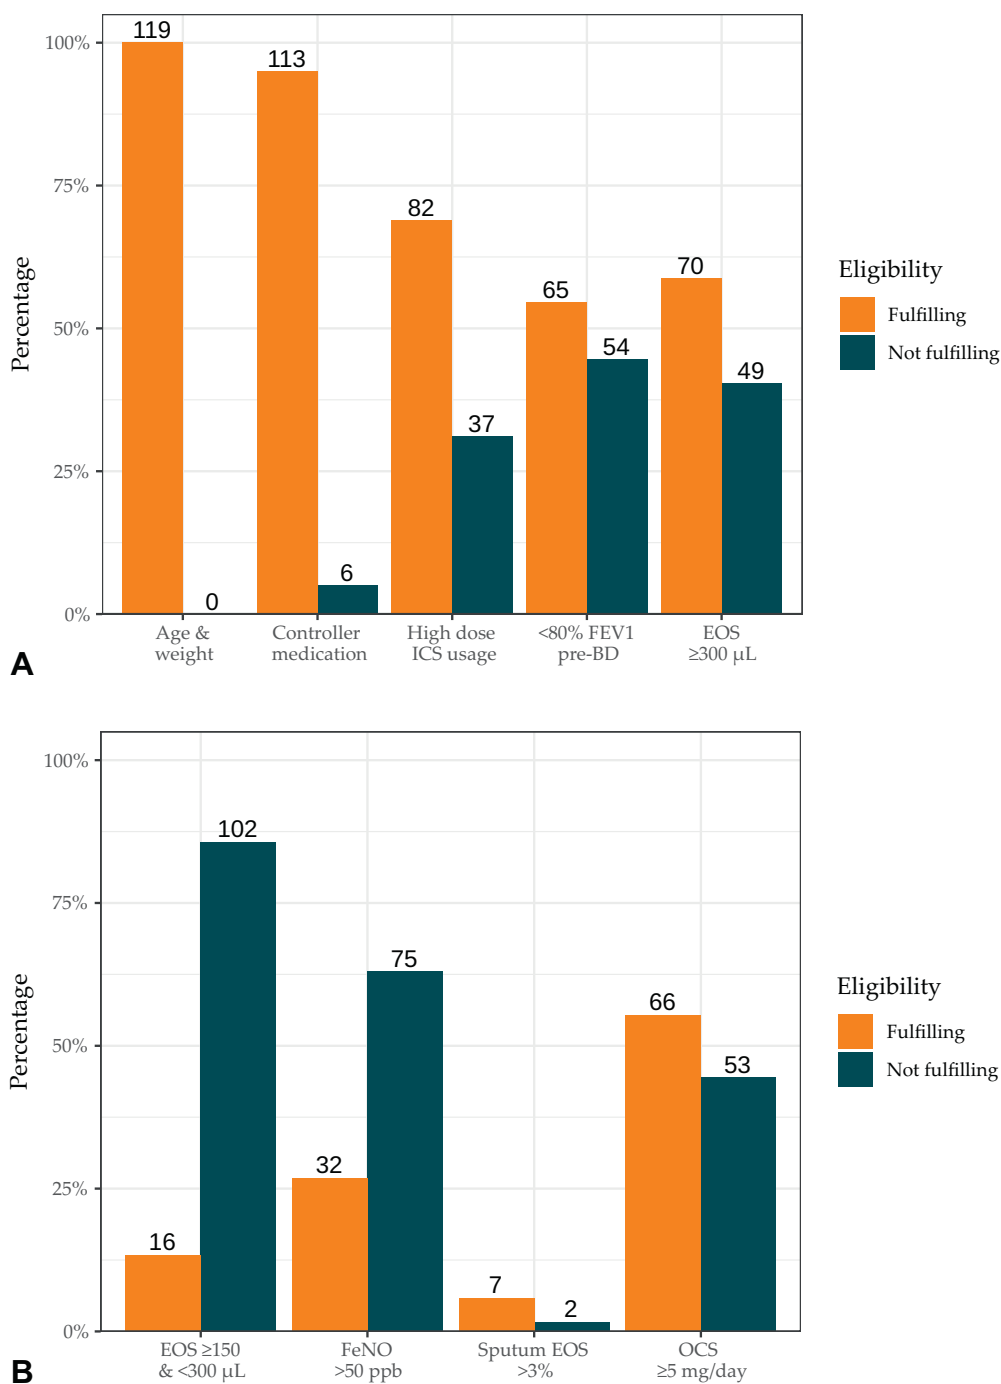 119
100%
113
75%
82
70
65
Eligibility
Fulfilling
Percentage
50%
54
Not fulfilling
49
37
25%
6
0
0%
Age & weight
Controller medication
High dose ICS usage
<80% FEV1 pre-BD
EOS ≥300 µL
A
100%
102
75%
75
Eligibility
66
Fulfilling
Percentage
50%
53
Not fulfilling
32
25%
16
7
2
0%
EOS ≥150 & <300 µL
FeNO >50 ppb
Sputum EOS >3%
OCS ≥5 mg/day
B